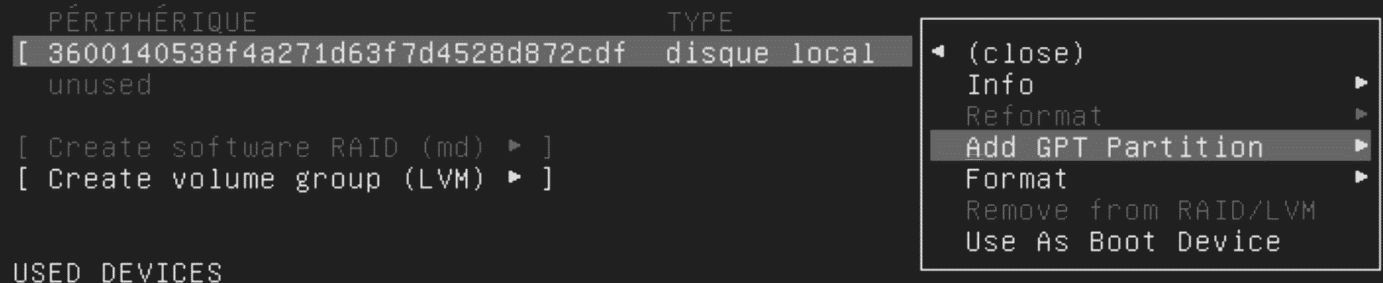 PÉRIPHÉRIQUE TYPE
[ 3600140538f4a271d63f7d4528d872cdf disque local
unused
[ Create software RAID (md) ► ]
[ Create volume group (LVM) ► ]
USED DEVICES
◄ (close)
Info ►
Reformat ►
Add GPT Partition ►
Format ►
Remove from RAID/LVM
Use As Boot Device